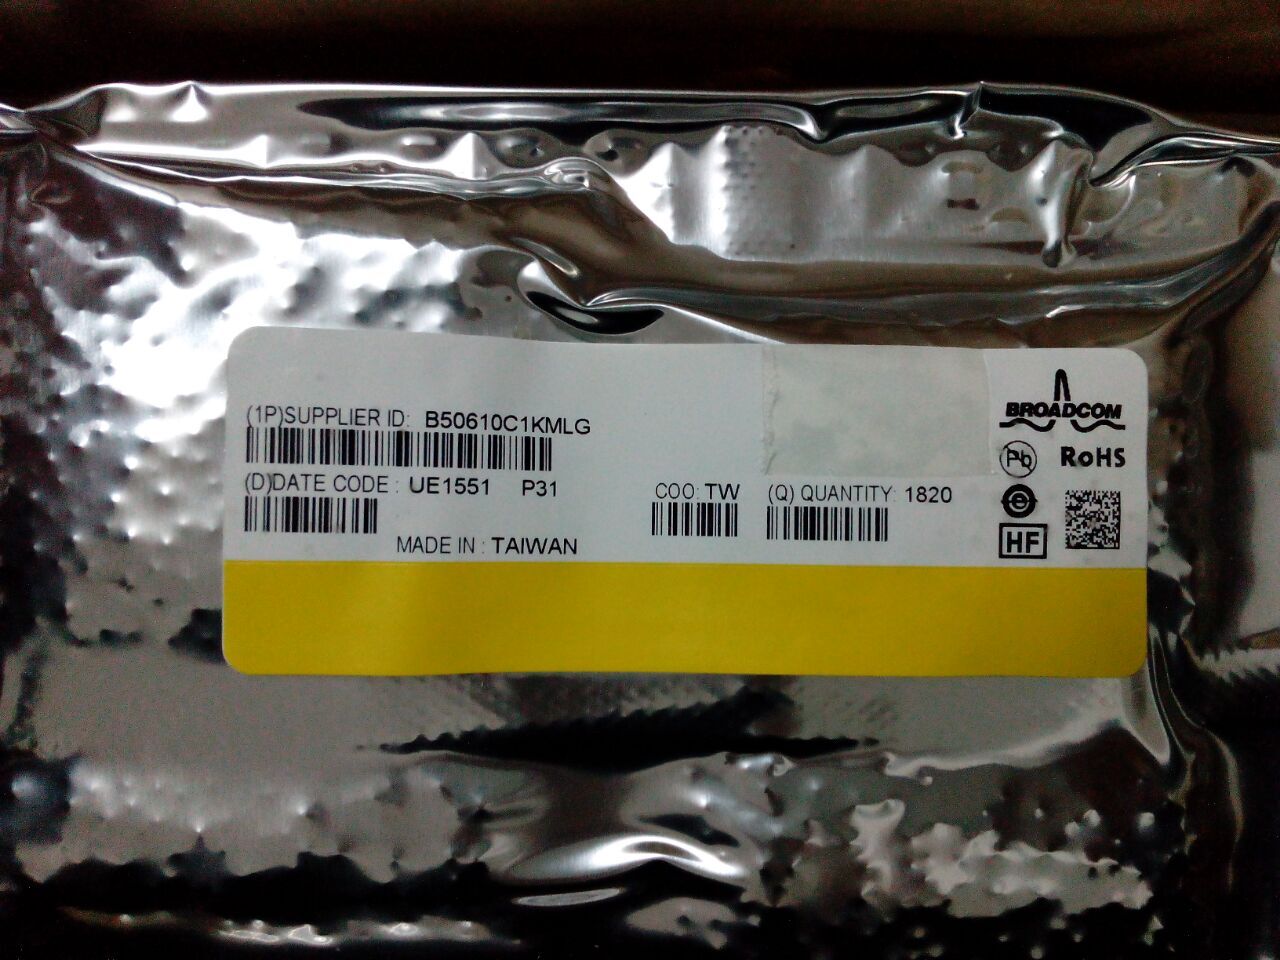 (1P)SUPPLIER ID: B50610C1KMLG
(D)DATE CODE : UE1551 P31
COO: TW
(Q) QUANTITY: 1820
MADE IN : TAIWAN
BROADCOM
Pb
RoHS
e
HF